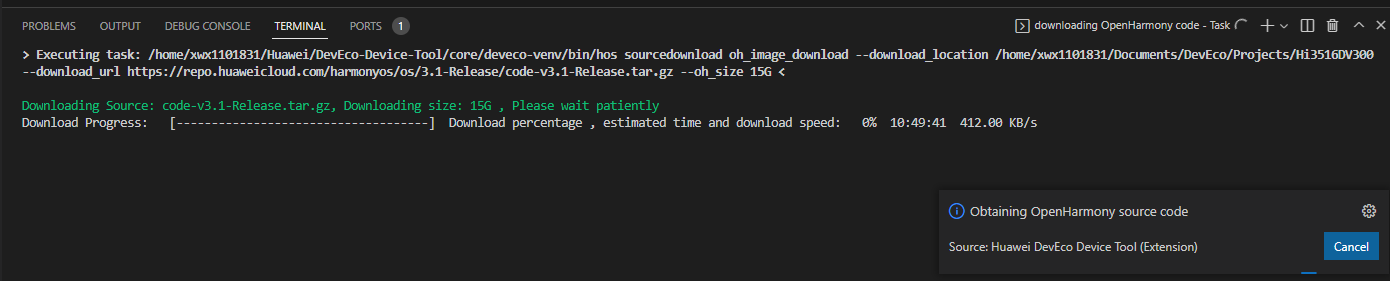 PROBLEMS OUTPUT DEBUG CONSOLE TERMINAL PORTS 1 downloading OpenHarmony code - Task
> Executing task: /home/xwx1101831/Huawei/DevEco-Device-Tool/core/deveco-venv/bin/hos sourcedownload oh_image_download --download_location /home/xwx1101831/Documents/DevEco/Projects/Hi3516DV300
--download_url https://repo.huaweicloud.com/harmonyos/os/3.1-Release/code-v3.1-Release.tar.gz --oh_size 15G <
Downloading Source: code-v3.1-Release.tar.gz, Downloading size: 15G , Please wait patiently
Download Progress: [------------------------------------] Download percentage , estimated time and download speed: 0% 10:49:41 412.00 KB/s
Obtaining OpenHarmony source code
Source: Huawei DevEco Device Tool (Extension) Cancel